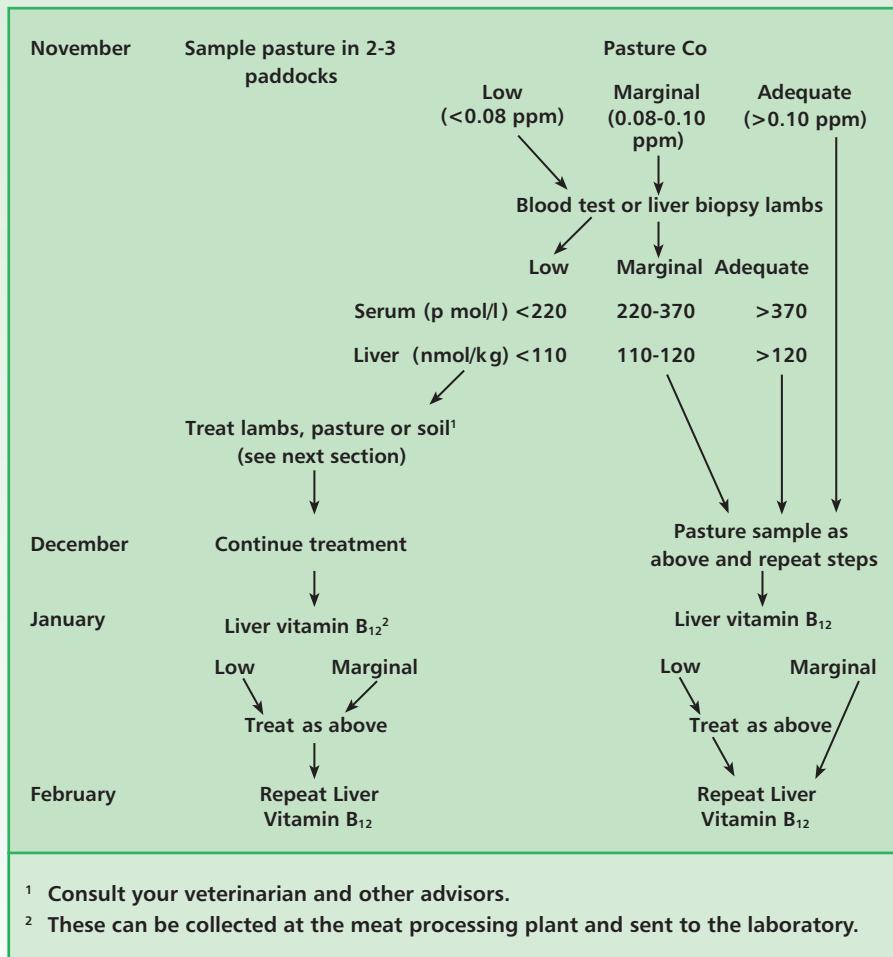 November Sample pasture in 2-3 Pasture Co
paddocks
Low Marginal Adequate
(<0.08 ppm) (0.08-0.10 (>0.10 ppm)
ppm)
Blood test or liver biopsy lambs
Low Marginal Adequate
Serum (p mol/l) <220 220-370 >370
Liver (nmol/kg) <110 110-120 >120
Treat lambs, pasture or soil¹
(see next section)
Pasture sample as
December Continue treatment above and repeat steps
January Liver vitamin B₁₂² Liver vitamin B₁₂
Low Marginal Low Marginal
Treat as above Treat as above
February Repeat Liver Repeat Liver
Vitamin B₁₂ Vitamin B₁₂
¹ Consult your veterinarian and other advisors.
² These can be collected at the meat processing plant and sent to the laboratory.